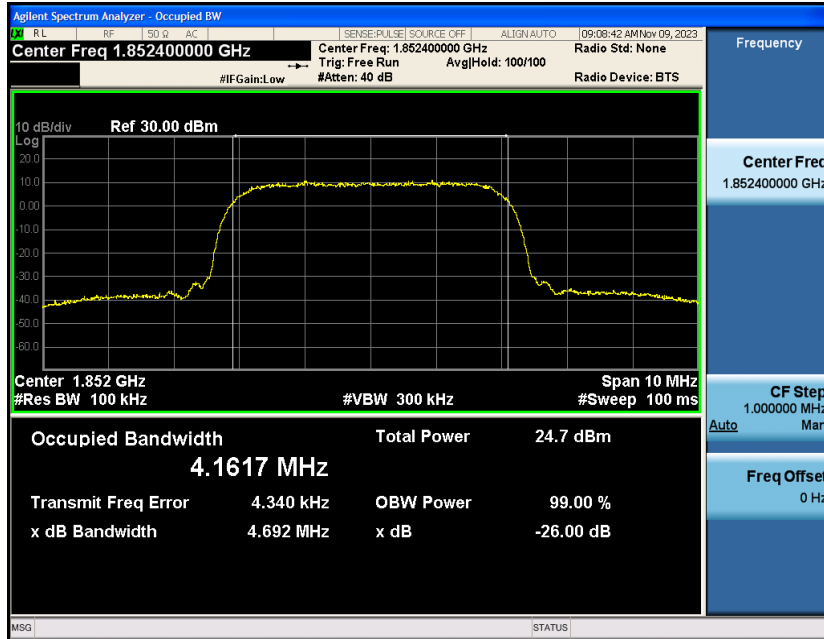 Agilent Spectrum Analyzer - Occupied BW
LXI RL RF 50 Ω AC SENSE:PULSE SOURCE OFF ALIGN AUTO 09:08:42 AM Nov 09, 2023
Center Freq 1.852400000 GHz
Center Freq: 1.852400000 GHz
Radio Std: None
Trig: Free Run Avg|Hold: 100/100
#IFGain:Low #Atten: 40 dB Radio Device: BTS
10 dB/div Ref 30.00 dBm
Log
20.0
10.0
0.00
-10.0
-20.0
-30.0
-40.0
-50.0
-60.0
Center 1.852 GHz Span 10 MHz
#Res BW 100 kHz #VBW 300 kHz #Sweep 100 ms
Occupied Bandwidth Total Power 24.7 dBm
4.1617 MHz
Transmit Freq Error 4.340 kHz OBW Power 99.00 %
x dB Bandwidth 4.692 MHz x dB -26.00 dB
MSG STATUS
Frequency
Center Freq
1.852400000 GHz
CF Step
1.000000 MHz
Auto Man
Freq Offset
0 Hz